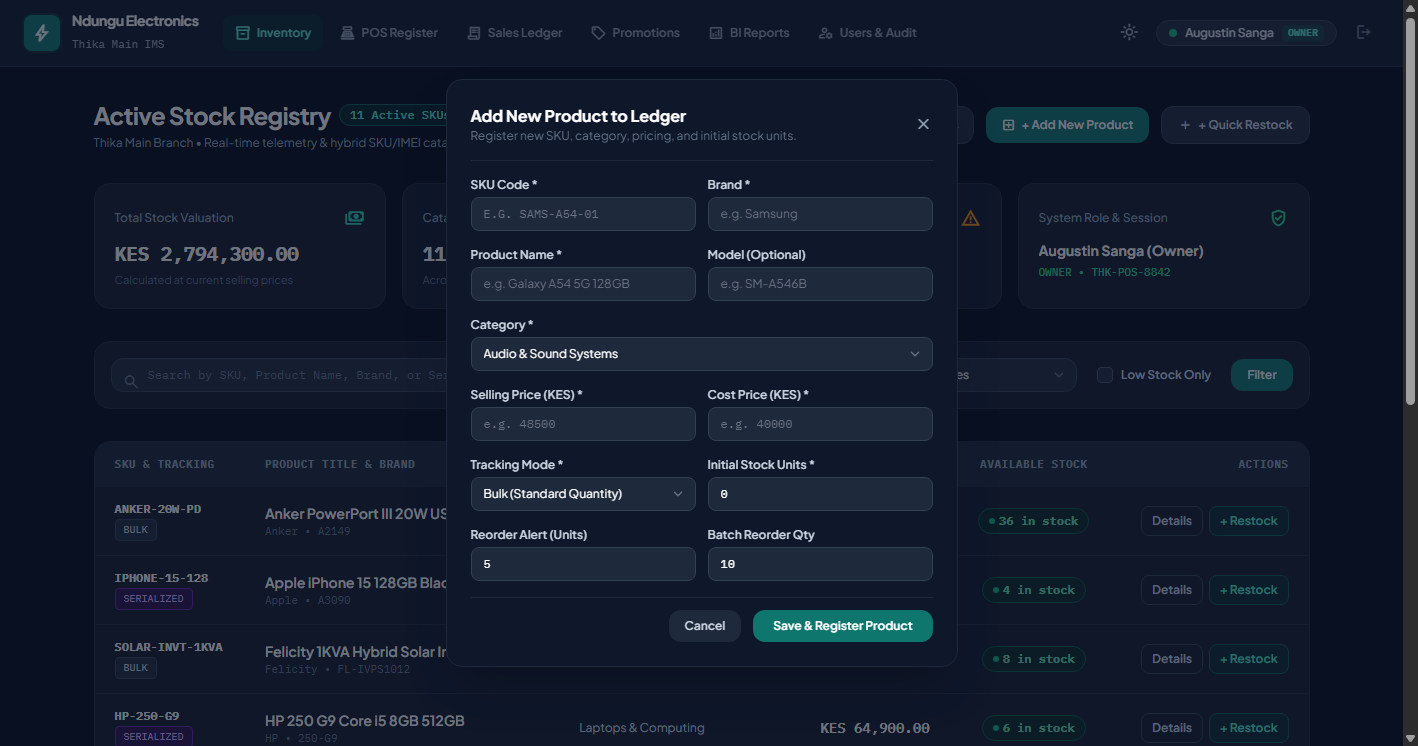 Ndungu Electronics
Thika Main IMS
Inventory
POS Register
Sales Ledger
Promotions
BI Reports
Users & Audit
Augustin Sanga OWNER
Active Stock Registry
11 Active SKUs
Thika Main Branch • Real-time telemetry & hybrid SKU/IMEI cata
+ Add New Product
+ + Quick Restock
Total Stock Valuation
KES 2,794,300.00
Calculated at current selling prices
Cata
11
Acro
System Role & Session
Augustin Sanga (Owner)
OWNER • THK-POS-8842
Search by SKU, Product Name, Brand, or Se
es
Low Stock Only
Filter
Add New Product to Ledger
Register new SKU, category, pricing, and initial stock units.
SKU Code * Brand *
E.G. SAMS-A54-01 e.g. Samsung
Product Name * Model (Optional)
e.g. Galaxy A54 5G 128GB e.g. SM-A546B
Category *
Audio & Sound Systems
Selling Price (KES) * Cost Price (KES) *
e.g. 48500 e.g. 40000
Tracking Mode * Initial Stock Units *
Bulk (Standard Quantity) 0
Reorder Alert (Units) Batch Reorder Qty
5 10
Cancel Save & Register Product
SKU & TRACKING PRODUCT TITLE & BRAND AVAILABLE STOCK ACTIONS
ANKER-20W-PD
BULK
Anker PowerPort III 20W US
Anker • A2149
36 in stock Details + Restock
IPHONE-15-128
SERIALIZED
Apple iPhone 15 128GB Blac
Apple • A3090
4 in stock Details + Restock
SOLAR-INVT-1KVA
BULK
Felicity 1KVA Hybrid Solar In
Felicity • FL-IVPS1012
8 in stock Details + Restock
HP-250-G9
SERIALIZED
HP 250 G9 Core i5 8GB 512GB
HP • 250-G9
Laptops & Computing KES 64,900.00 6 in stock Details + Restock